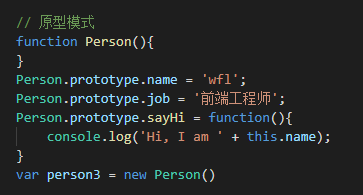 // 原型模式
function Person(){
}
Person.prototype.name = 'wfl';
Person.prototype.job = '前端工程师';
Person.prototype.sayHi = function(){
    console.log('Hi, I am ' + this.name);
}
var person3 = new Person()